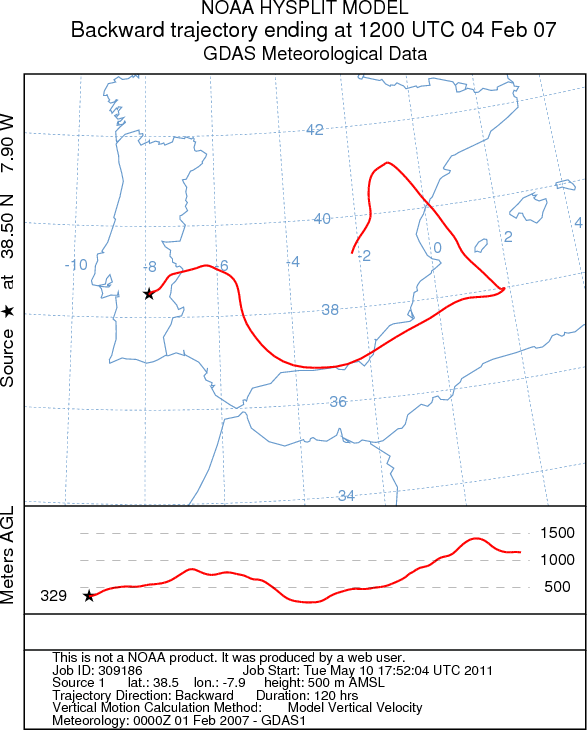 NOAA HYSPLIT MODEL
Backward trajectory ending at 1200 UTC 04 Feb 07
GDAS Meteorological Data
Source ★ at 38.50 N 7.90 W
42
40
38
36
34
-10
-8
-6
-4
-2
0
2
4
Meters AGL
1500
1000
500
329
This is not a NOAA product. It was produced by a web user.
Job ID: 309186 Job Start: Tue May 10 17:52:04 UTC 2011
Source 1 lat.: 38.5 lon.: -7.9 height: 500 m AMSL
Trajectory Direction: Backward Duration: 120 hrs
Vertical Motion Calculation Method: Model Vertical Velocity
Meteorology: 0000Z 01 Feb 2007 - GDAS1